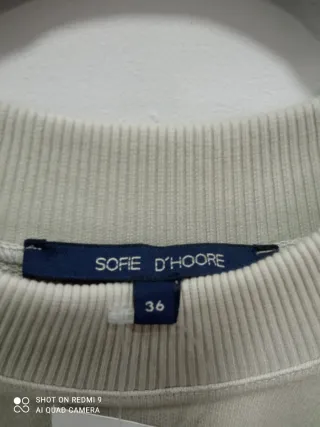 SOFIE D'HOORE
36
SHOT ON REDMI 9
AI QUAD CAMERA